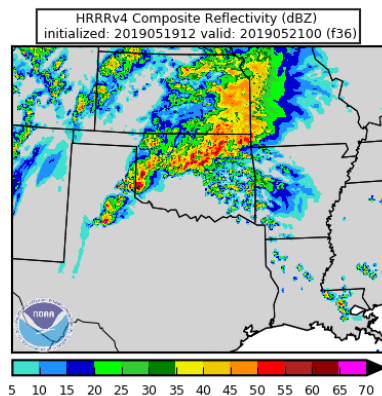 HRRRv4 Composite Reflectivity (dBZ)
initialized: 2019051912 valid: 2019052100 (f36)
NOAA
5 10 15 20 25 30 35 40 45 50 55 60 65 70